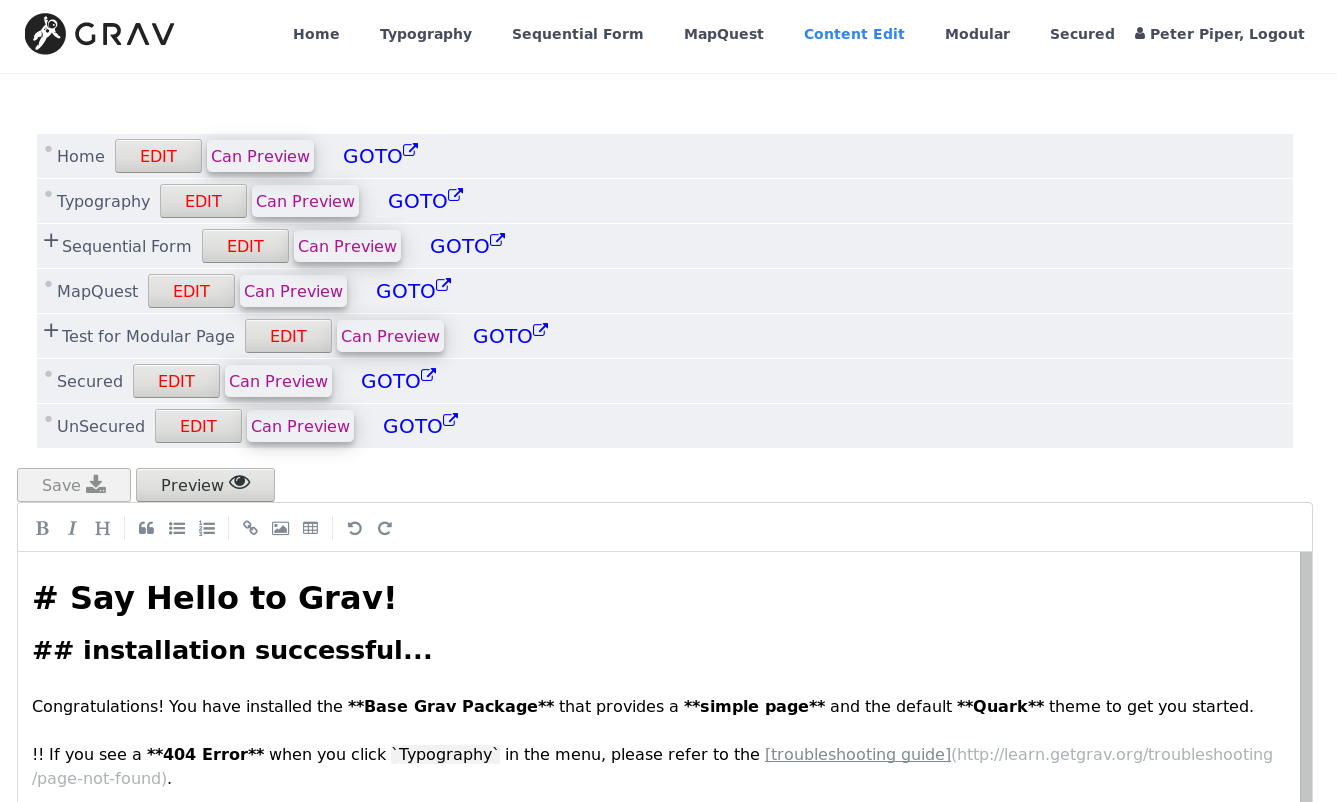 GRAV Home Typography Sequential Form MapQuest Content Edit Modular Secured Peter Piper, Logout
Home EDIT Can Preview GOTO
Typography EDIT Can Preview GOTO
+ Sequential Form EDIT Can Preview GOTO
MapQuest EDIT Can Preview GOTO
+ Test for Modular Page EDIT Can Preview GOTO
Secured EDIT Can Preview GOTO
UnSecured EDIT Can Preview GOTO
Save Preview
B I H
# Say Hello to Grav!
## installation successful...
Congratulations! You have installed the **Base Grav Package** that provides a **simple page** and the default **Quark** theme to get you started.
!! If you see a **404 Error** when you click `Typography` in the menu, please refer to the [troubleshooting guide](http://learn.getgrav.org/troubleshooting
/page-not-found).